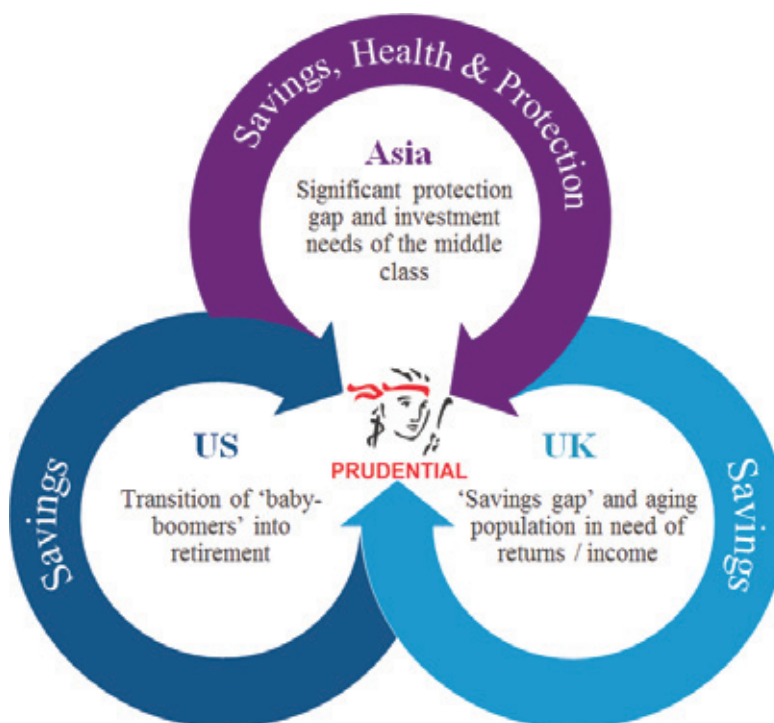 Savings, Health & Protection
Asia
Significant protection
gap and investment
needs of the middle
class
Savings
US
Transition of ‘baby-
boomers’ into
retirement
PRUDENTIAL
UK
‘Savings gap’ and aging
population in need of
returns / income
Savings